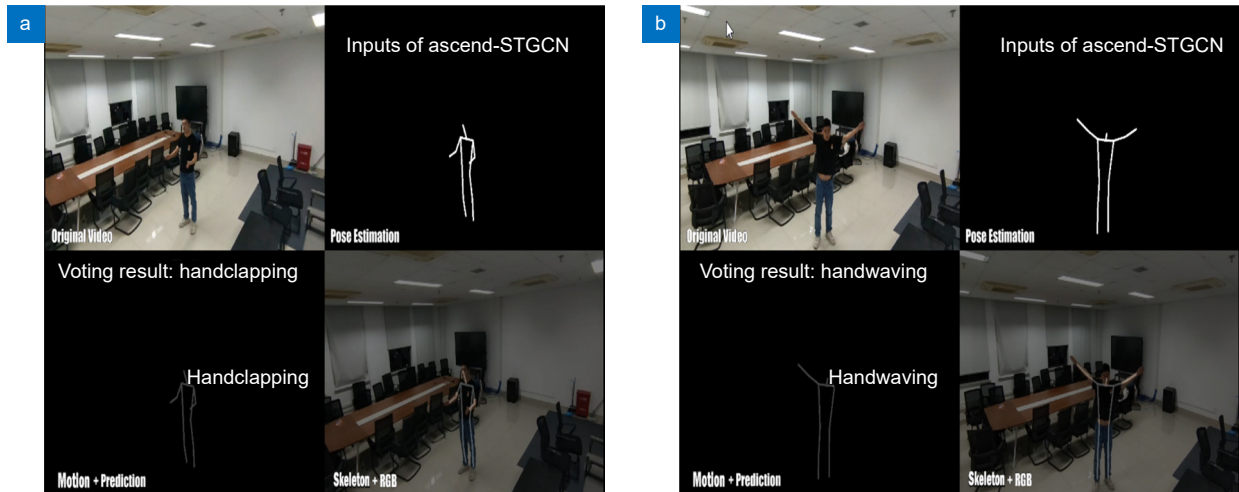 a
Inputs of ascend-STGCN
Original Video
Pose Estimation
Voting result: handclapping
Handclapping
Motion + Prediction
Skeleton + RGB
b
Inputs of ascend-STGCN
Original Video
Pose Estimation
Voting result: handwaving
Handwaving
Motion + Prediction
Skeleton + RGB